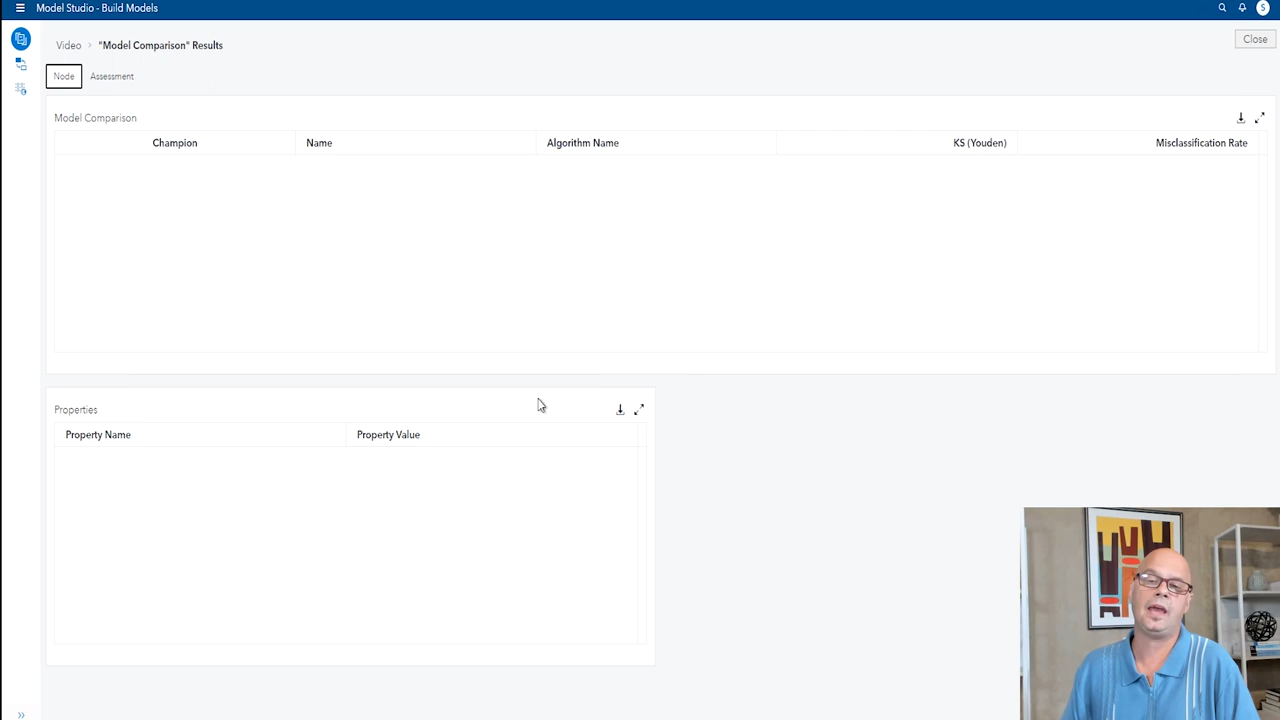 Model Studio - Build Models
S
Video > "Model Comparison" Results
Close
Node
Assessment
Model Comparison
Champion
Name
Algorithm Name
KS (Youden)
Misclassification Rate
Properties
Property Name
Property Value